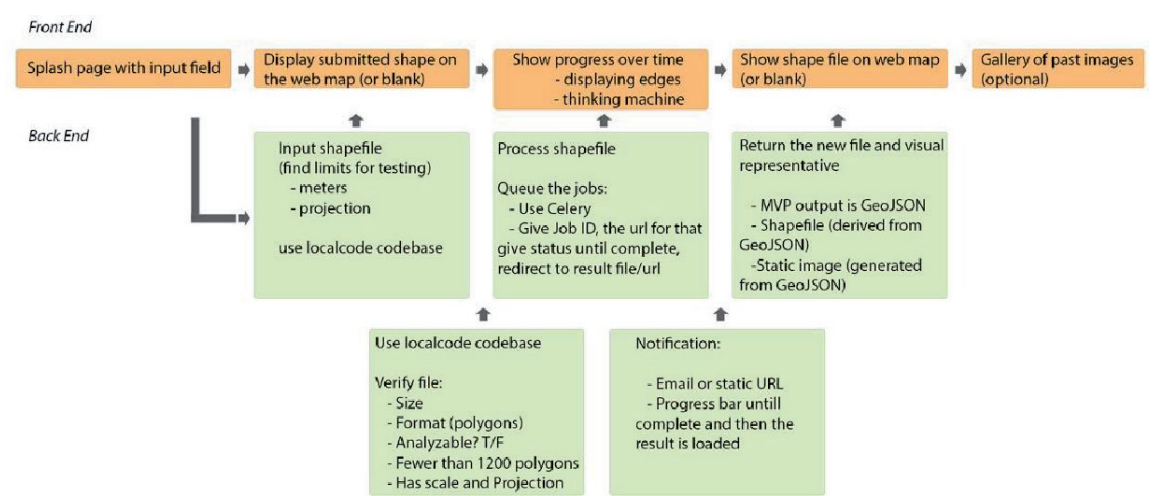 Front End
Splash page with input field
Display submitted shape on
the web map (or blank)
Show progress over time
- displaying edges
- thinking machine
Show shape file on web map
(or blank)
Gallery of past images
(optional)
Back End
Input shapefile
(find limits for testing)
- meters
- projection
use localcode codebase
Process shapefile
Queue the jobs:
- Use Celery
- Give Job ID, the url for that
give status until complete,
redirect to result file/url
Return the new file and visual
representative
- MVP output is GeoJSON
- Shapefile (derived from
GeoJSON)
-Static image (generated
from GeoJSON)
Use localcode codebase
Verify file:
- Size
- Format (polygons)
- Analyzable? T/F
- Fewer than 1200 polygons
- Has scale and Projection
Notification:
- Email or static URL
- Progress bar untill
complete and then the
result is loaded